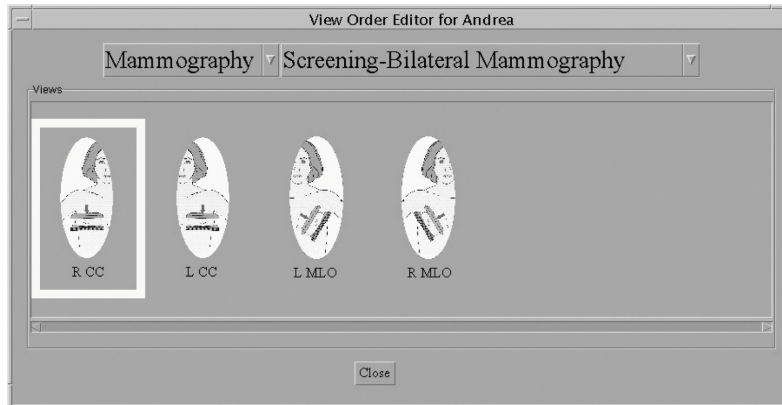 View Order Editor for Andrea
Mammography Screening-Bilateral Mammography
Views
R CC L CC L MLO R MLO
Close